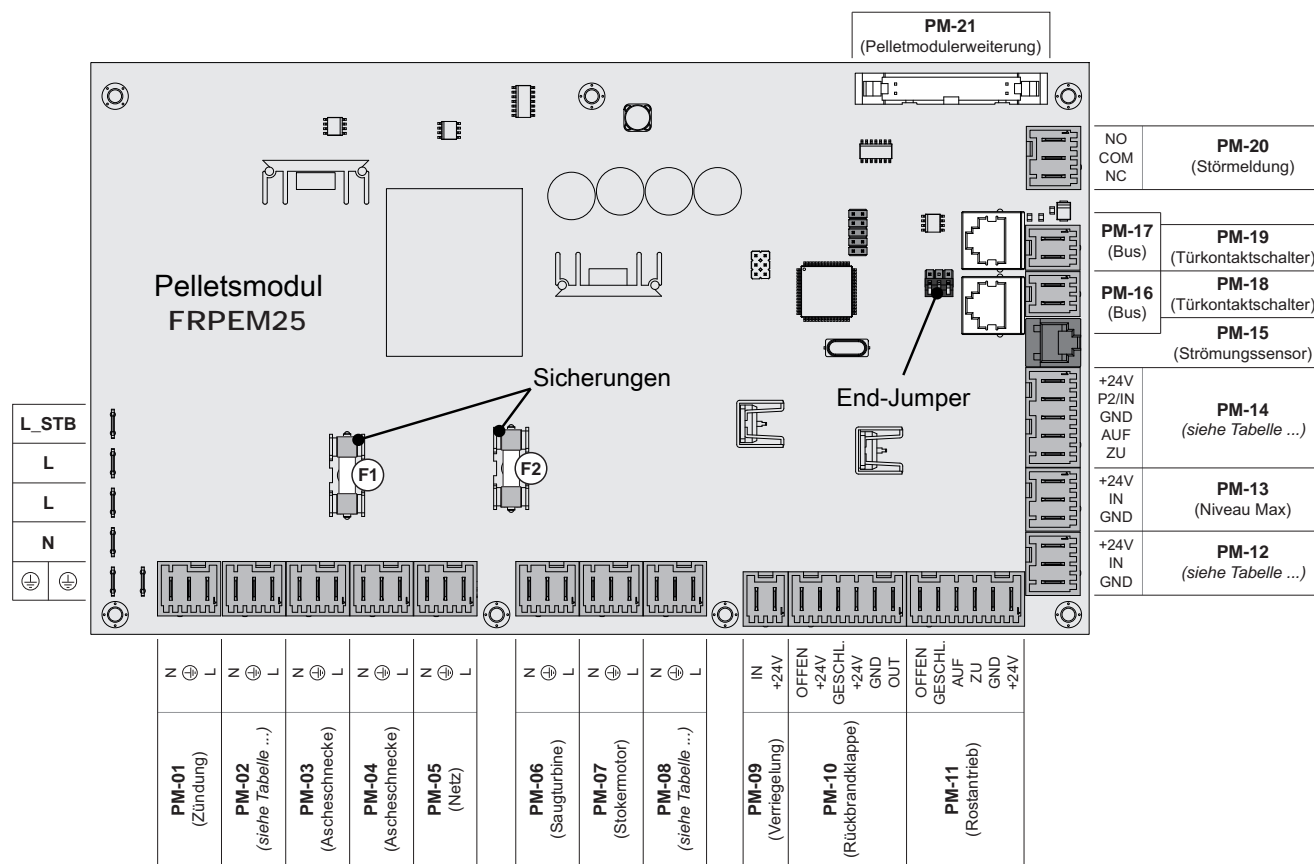 PM-21
(Pelletmodulerweiterung)
NO
COM
NC
PM-20
(Störmeldung)
PM-17
(Bus)
PM-19
(Türkontaktschalter)
PM-16
(Bus)
PM-18
(Türkontaktschalter)
PM-15
(Strömungssensor)
Pelletsmodul
FRPEM25
Sicherungen
End-Jumper
F1
F2
+24V
P2/IN
GND
AUF
ZU
PM-14
(siehe Tabelle ...)
+24V
IN
GND
PM-13
(Niveau Max)
+24V
IN
GND
PM-12
(siehe Tabelle ...)
L_STB
L
L
N
N L
PM-01
(Zündung)
N L
PM-02
(siehe Tabelle ...)
N L
PM-03
(Ascheschnecke)
N L
PM-04
(Ascheschnecke)
N L
PM-05
(Netz)
N L
PM-06
(Saugturbine)
N L
PM-07
(Stokermotor)
N L
PM-08
(siehe Tabelle ...)
IN
+24V
PM-09
(Verriegelung)
OFFEN
+24V
GESCHL.
+24V
GND
OUT
PM-10
(Rückbrandklappe)
OFFEN
GESCHL.
AUF
ZU
GND
+24V
PM-11
(Rostantrieb)